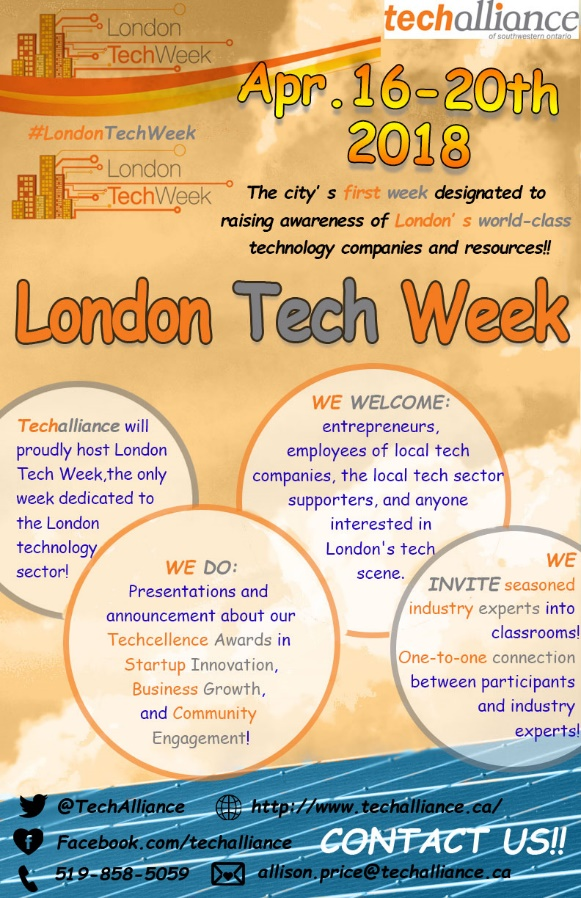 London
TechWeek
techalliance
of southwestern ontario
Apr.16-20th
2018
#LondonTechWeek
London
TechWeek
The city's first week designated to
raising awareness of London's world-class
technology companies and resources!!
London Tech Week
Techalliance will
proudly host London
Tech Week,the only
week dedicated to
the London
technology
sector!
WE WELCOME:
entrepreneurs,
employees of local tech
companies, the local tech sector
supporters, and anyone
interested in
London's tech
scene.
WE DO:
Presentations and
announcement about our
Techcellence Awards in
Startup Innovation,
Business Growth,
and Community
Engagement!
WE
INVITE seasoned
industry experts into
classrooms!
One-to-one connection
between participants
and industry
experts!
@TechAlliance
http://www.techalliance.ca/
Facebook.com/techalliance
CONTACT US!!
519-858-5059
allison.price@techalliance.ca